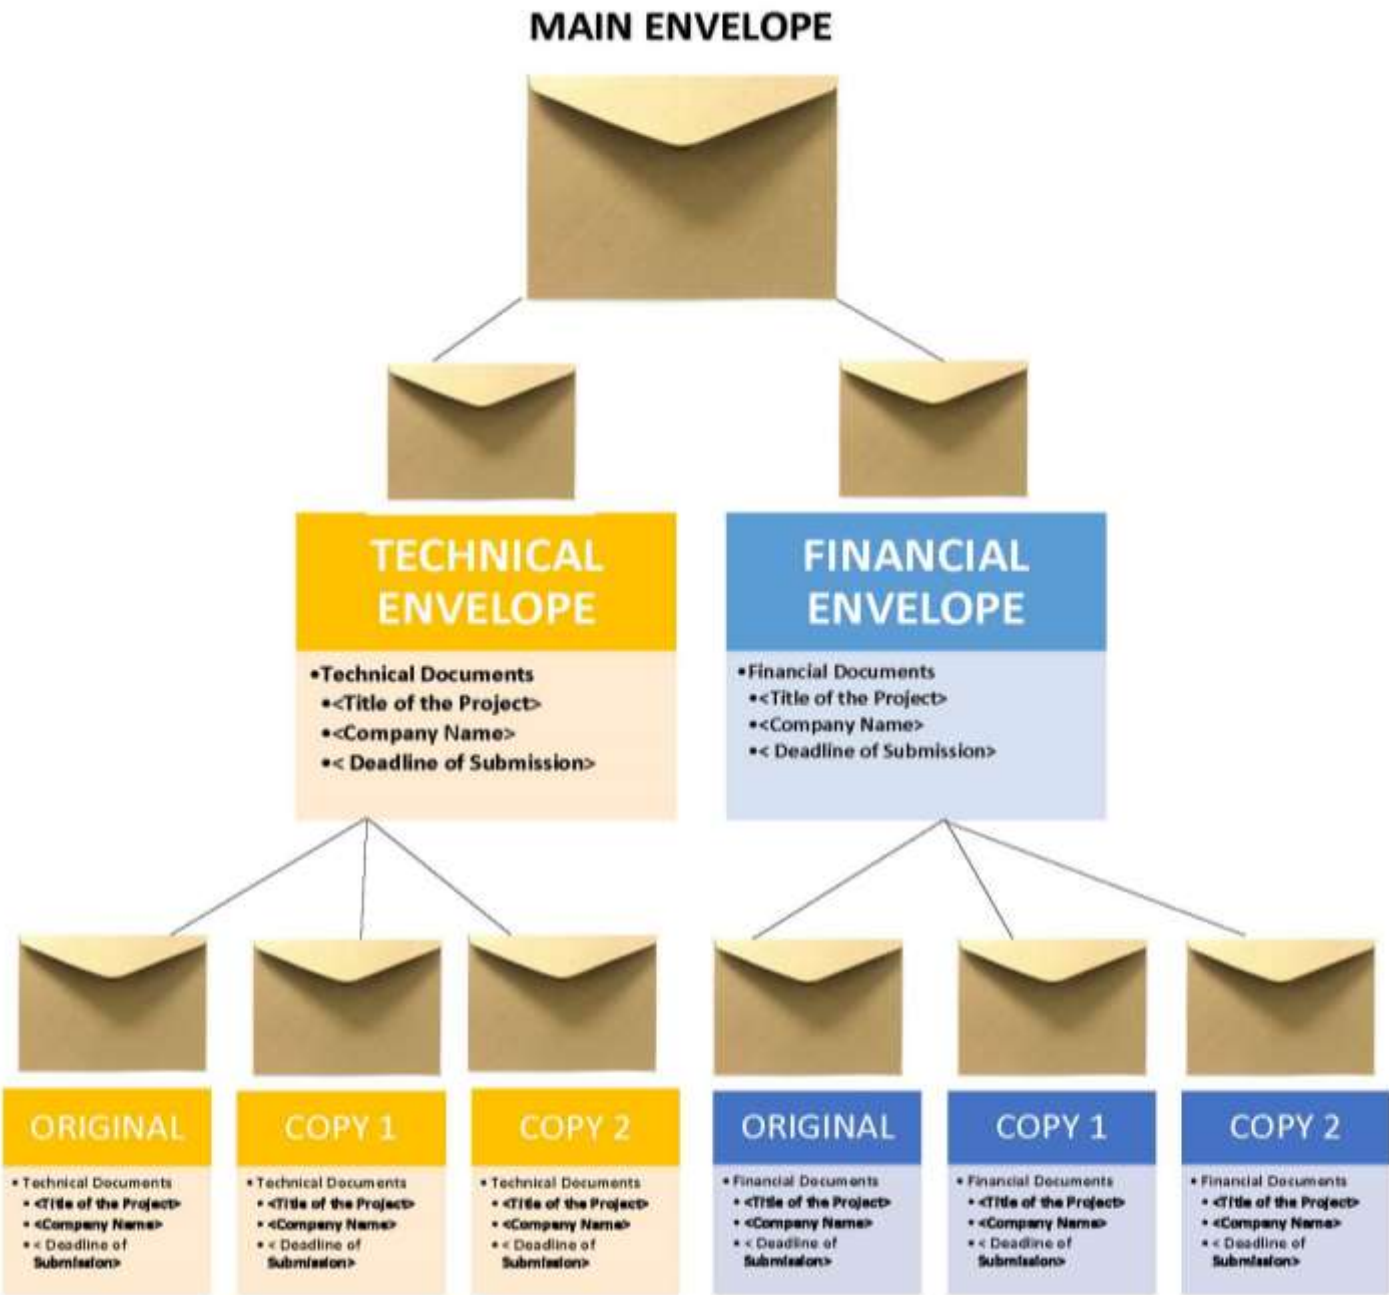 MAIN ENVELOPE
TECHNICAL
ENVELOPE
•Technical Documents
•<Title of the Project>
•<Company Name>
•< Deadline of Submission>
FINANCIAL
ENVELOPE
•Financial Documents
•<Title of the Project>
•<Company Name>
•< Deadline of Submission>
ORIGINAL
• Technical Documents
• <Title of the Project>
• <Company Name>
• < Deadline of
Submission>
COPY 1
• Technical Documents
• <Title of the Project>
• <Company Name>
• < Deadline of
Submission>
COPY 2
• Technical Documents
• <Title of the Project>
• <Company Name>
• < Deadline of
Submission>
ORIGINAL
• Financial Documents
• <Title of the Project>
• <Company Name>
• < Deadline of
Submission>
COPY 1
• Financial Documents
• <Title of the Project>
• <Company Name>
• < Deadline of
Submission>
COPY 2
• Financial Documents
• <Title of the Project>
• <Company Name>
• < Deadline of
Submission>